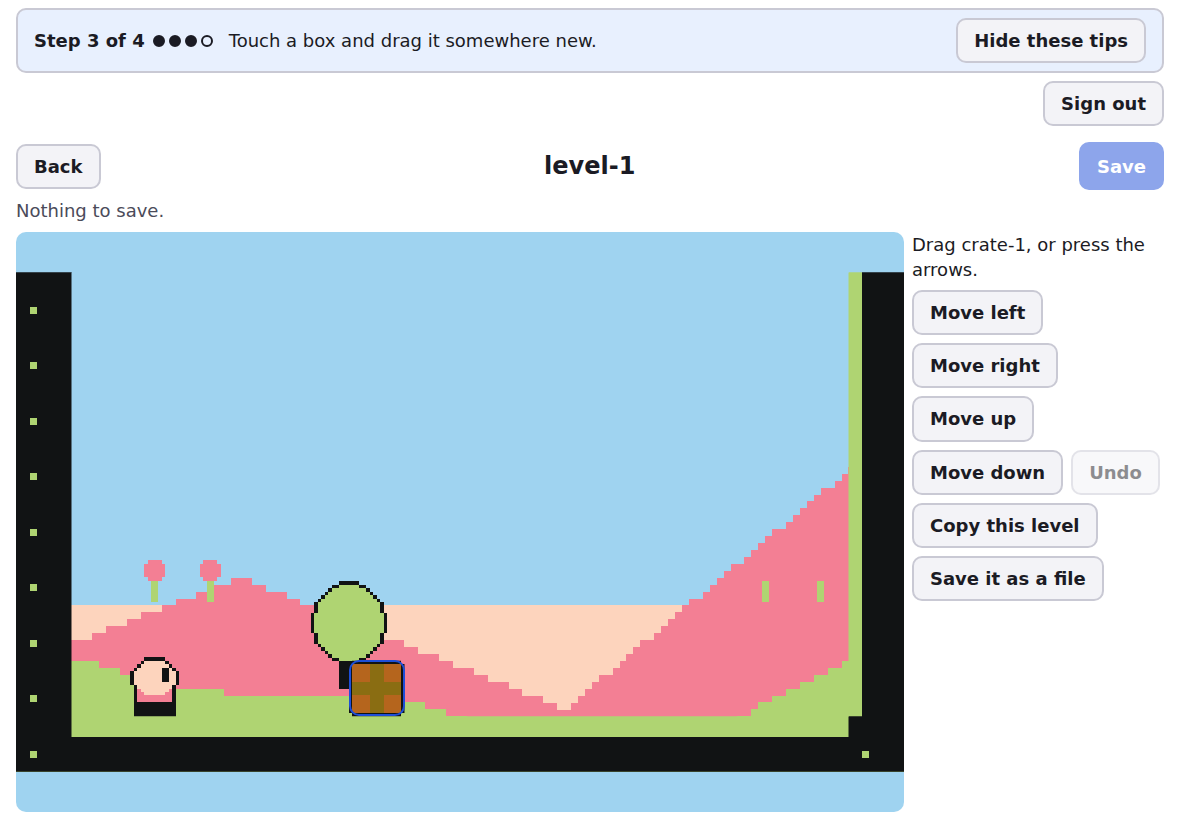 Step 3 of 4 Touch a box and drag it somewhere new.
Hide these tips
Sign out
Back
level-1
Save
Nothing to save.
Drag crate-1, or press the
arrows.
Move left
Move right
Move up
Move down
Undo
Copy this level
Save it as a file